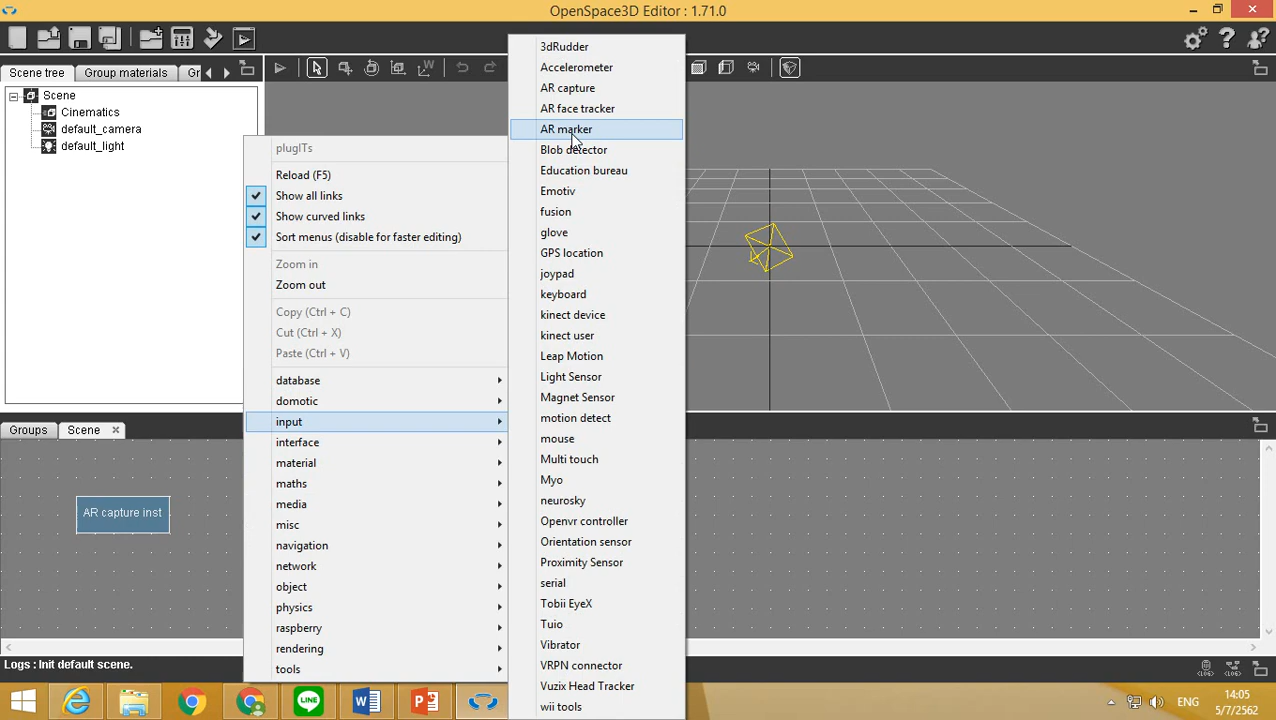 OpenSpace3D Editor : 1.71.0
Scene tree
Group materials
Gr
Scene
Cinematics
default_camera
default_light
plugITs
Reload (F5)
Show all links
Show curved links
Sort menus (disable for faster editing)
Zoom in
Zoom out
Copy (Ctrl + C)
Cut (Ctrl + X)
Paste (Ctrl + V)
database
domotic
input
interface
material
maths
media
misc
navigation
network
object
physics
raspberry
rendering
tools
3dRudder
Accelerometer
AR capture
AR face tracker
AR marker
Blob detector
Education bureau
Emotiv
fusion
glove
GPS location
joypad
keyboard
kinect device
kinect user
Leap Motion
Light Sensor
Magnet Sensor
motion detect
mouse
Multi touch
Myo
neurosky
Openvr controller
Orientation sensor
Proximity Sensor
serial
Tobii EyeX
Tuio
Vibrator
VRPN connector
Vuzix Head Tracker
wii tools
Groups
Scene
AR capture inst
Logs : Init default scene.
LOG
LOG
ENG
14:05
5/7/2562